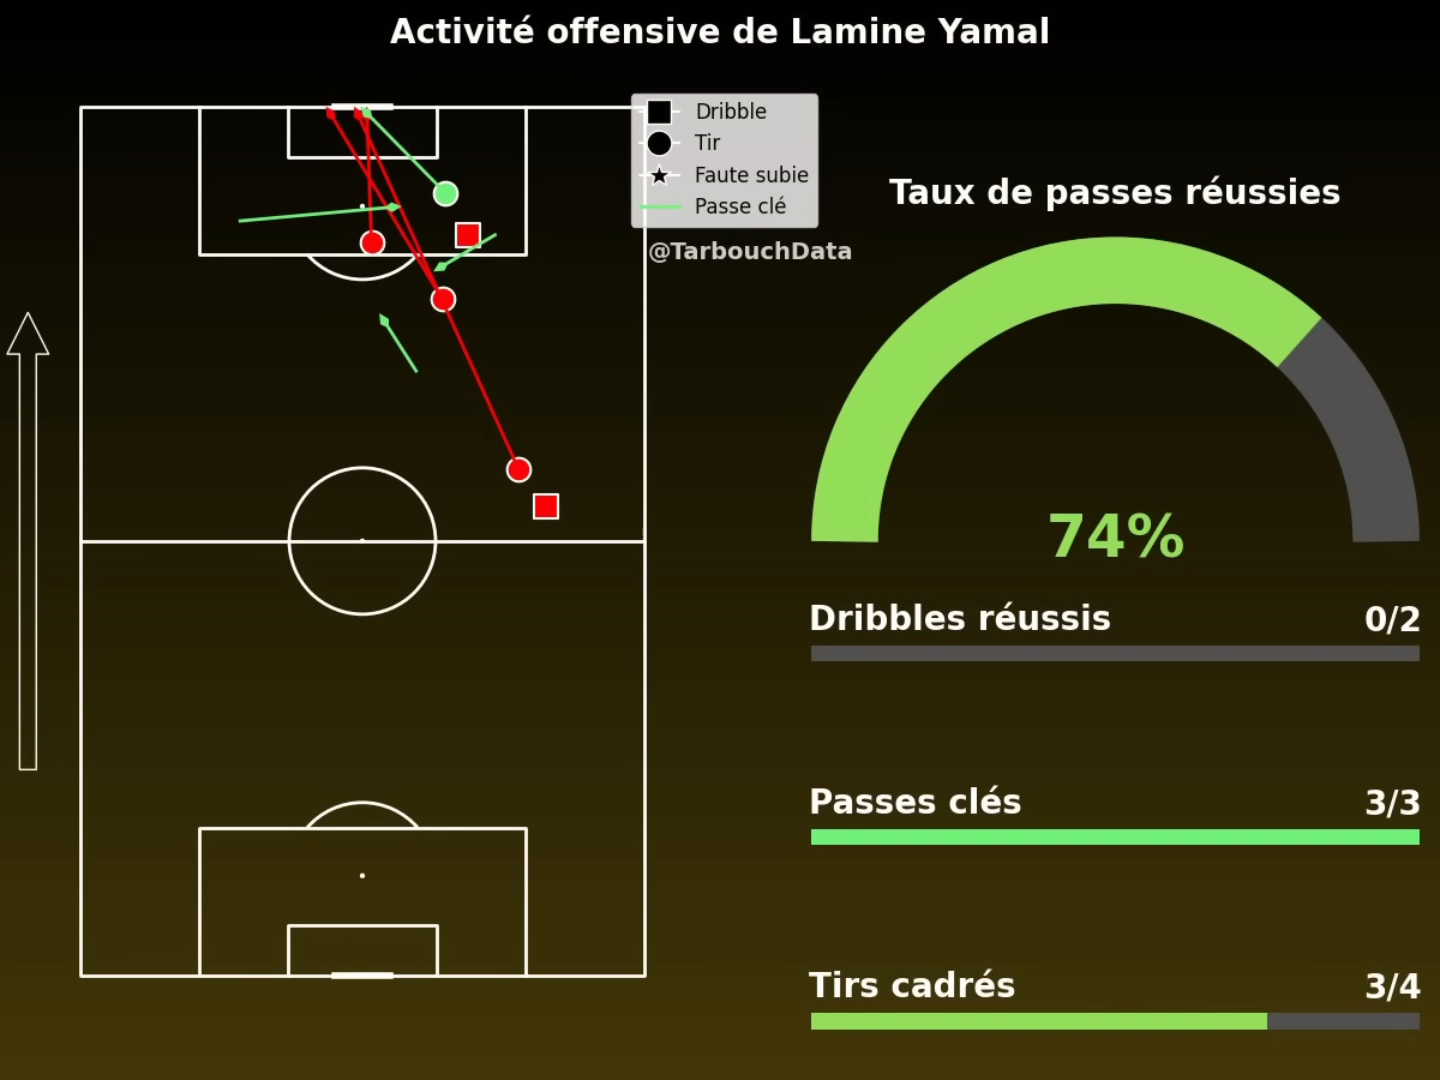 Activité offensive de Lamine Yamal
Dribble
Tir
Faute subie
Passe clé
@TarbouchData
Taux de passes réussies
74%
Dribbles réussis 0/2
Passes clés 3/3
Tirs cadrés 3/4